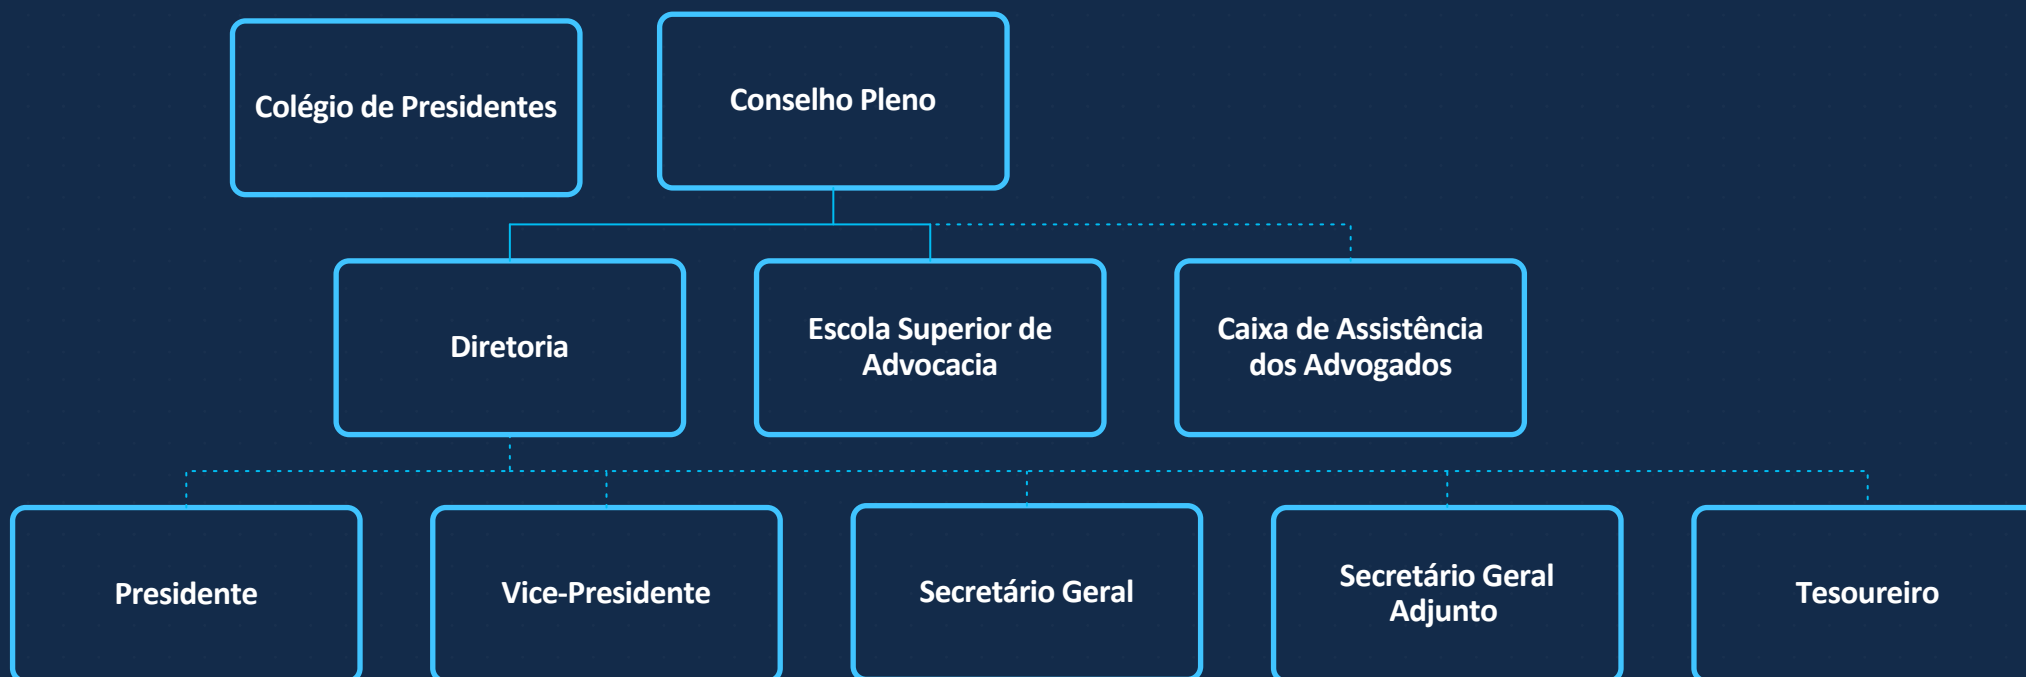 Colégio de Presidentes
Conselho Pleno
Diretoria
Escola Superior de
Advocacia
Caixa de Assistência
dos Advogados
Presidente
Vice-Presidente
Secretário Geral
Secretário Geral
Adjunto
Tesoureiro